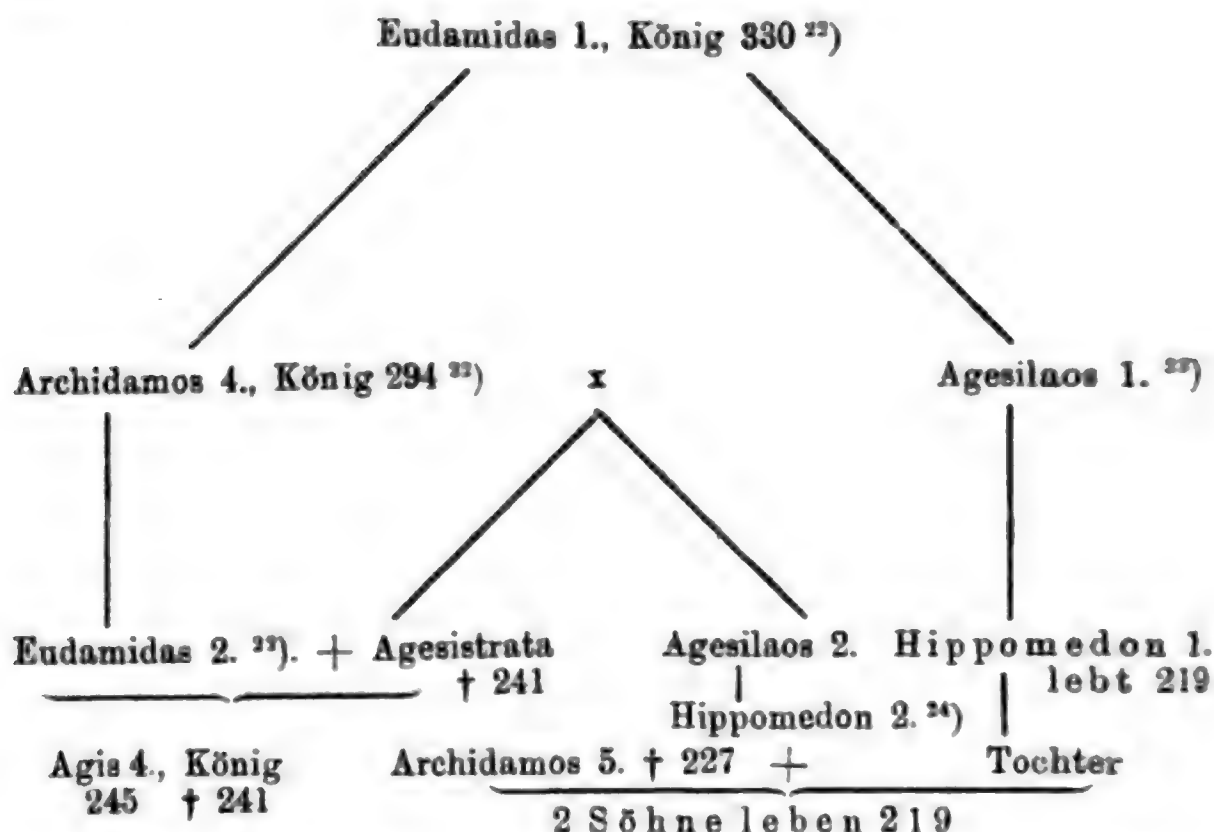 Eudamidas 1., König 330 ²²)
Archidamos 4., König 294 ²²) x Agesilaos 1. ²²)
Eudamidas 2. ²²). + Agesistrata Agesilaos 2. Hippomedon 1.
† 241 lebt 219
Hippomedon 2. ²⁴)
Agis 4., König Archidamos 5. † 227 + Tochter
245 † 241
2 Söhne leben 219